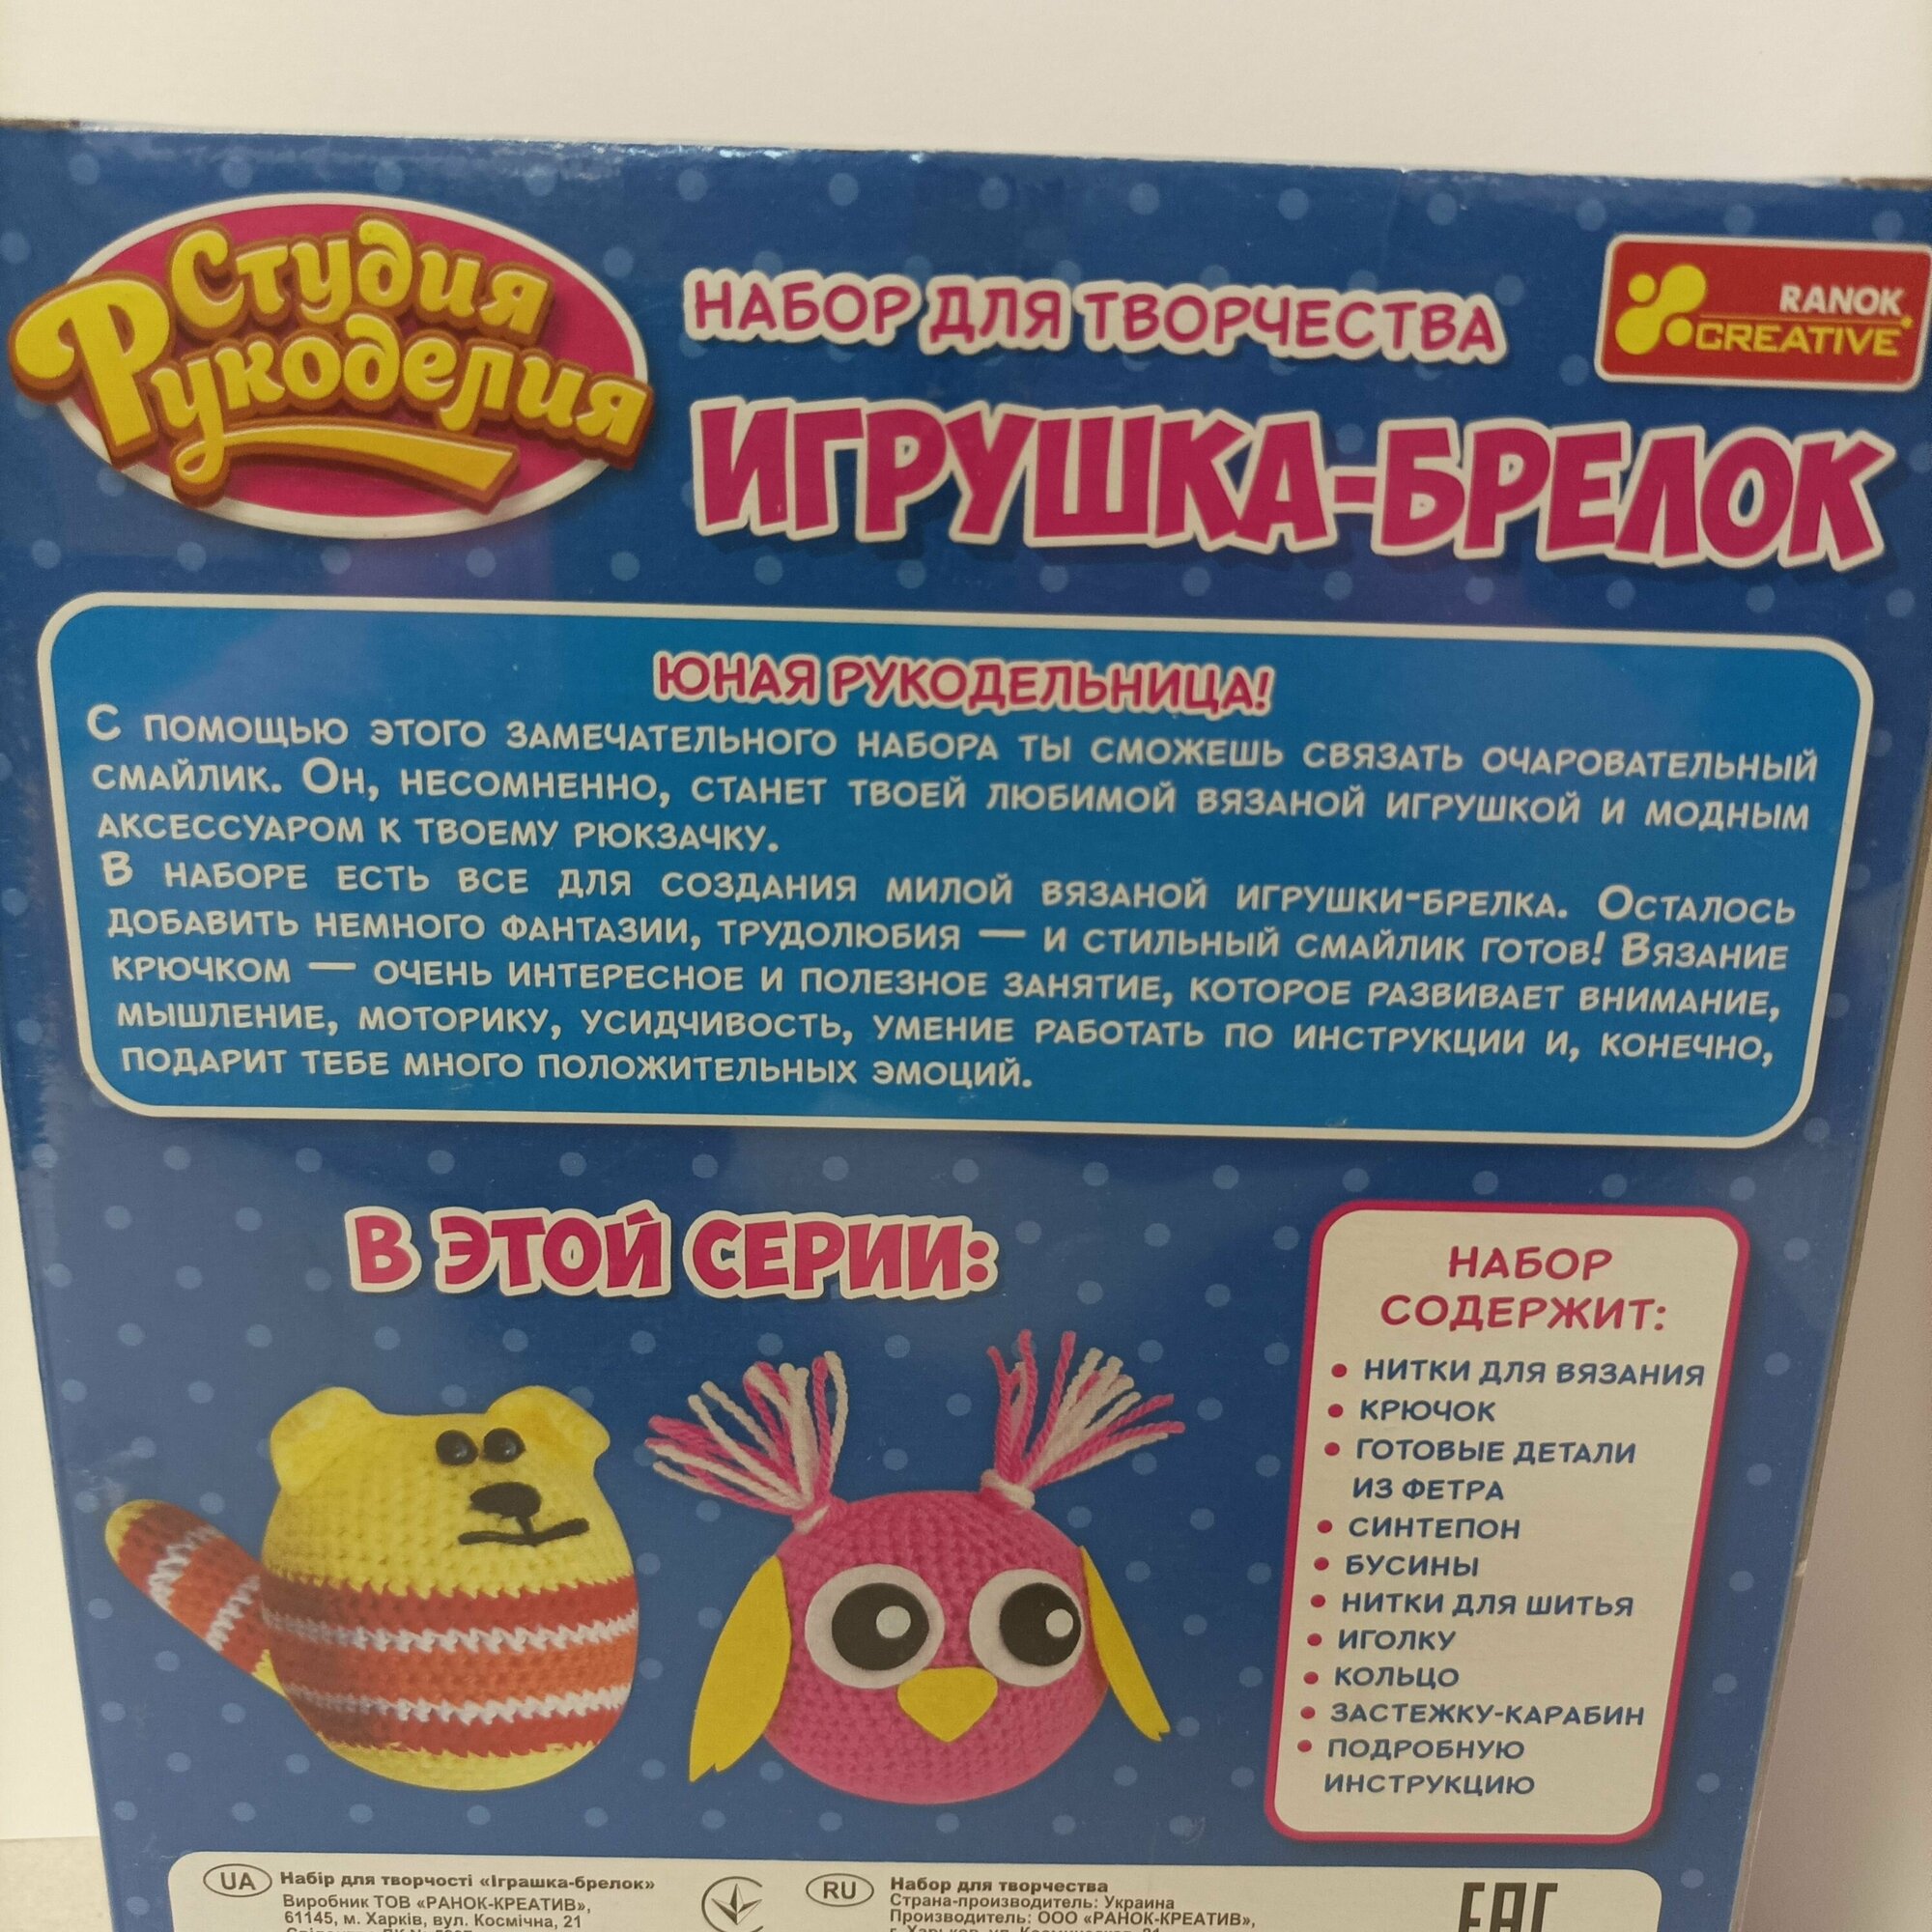 Студия
Рукоделия
НАБОР ДЛЯ ТВОРЧЕСТВА
RANOK
CREATIVE®
ИГРУШКА-БРЕЛОК
ЮНАЯ РУКОДЕЛЬНИЦА!
С ПОМОЩЬЮ ЭТОГО ЗАМЕЧАТЕЛЬНОГО НАБОРА ТЫ СМОЖЕШЬ СВЯЗАТЬ ОЧАРОВАТЕЛЬНЫЙ
СМАЙЛИК. ОН, НЕСОМНЕННО, СТАНЕТ ТВОЕЙ ЛЮБИМОЙ ВЯЗАНОЙ ИГРУШКОЙ И МОДНЫМ
АКСЕССУАРОМ К ТВОЕМУ РЮКЗАЧКУ.
В НАБОРЕ ЕСТЬ ВСЕ ДЛЯ СОЗДАНИЯ МИЛОЙ ВЯЗАНОЙ ИГРУШКИ-БРЕЛКА. ОСТАЛОСЬ
ДОБАВИТЬ НЕМНОГО ФАНТАЗИИ, ТРУДОЛЮБИЯ — И СТИЛЬНЫЙ СМАЙЛИК ГОТОВ! ВЯЗАНИЕ
КРЮЧКОМ — ОЧЕНЬ ИНТЕРЕСНОЕ И ПОЛЕЗНОЕ ЗАНЯТИЕ, КОТОРОЕ РАЗВИВАЕТ ВНИМАНИЕ,
МЫШЛЕНИЕ, МОТОРИКУ, УСИДЧИВОСТЬ, УМЕНИЕ РАБОТАТЬ ПО ИНСТРУКЦИИ И, КОНЕЧНО,
ПОДАРИТ ТЕБЕ МНОГО ПОЛОЖИТЕЛЬНЫХ ЭМОЦИЙ.
В ЭТОЙ СЕРИИ:
НАБОР
СОДЕРЖИТ:
• НИТКИ ДЛЯ ВЯЗАНИЯ
• КРЮЧОК
• ГОТОВЫЕ ДЕТАЛИ
ИЗ ФЕТРА
• СИНТЕПОН
• БУСИНЫ
• НИТКИ ДЛЯ ШИТЬЯ
• ИГОЛКУ
• КОЛЬЦО
• ЗАСТЕЖКУ-КАРАБИН
• ПОДРОБНУЮ
ИНСТРУКЦИЮ
UA Набір для творчості «Іграшка-брелок»
Виробник ТОВ «РАНОК-КРЕАТИВ»,
61145, м. Харків, вул. Космічна, 21
RU Набор для творчества
Страна-производитель: Украина
Производитель: ООО «РАНОК-КРЕАТИВ»,
EAC